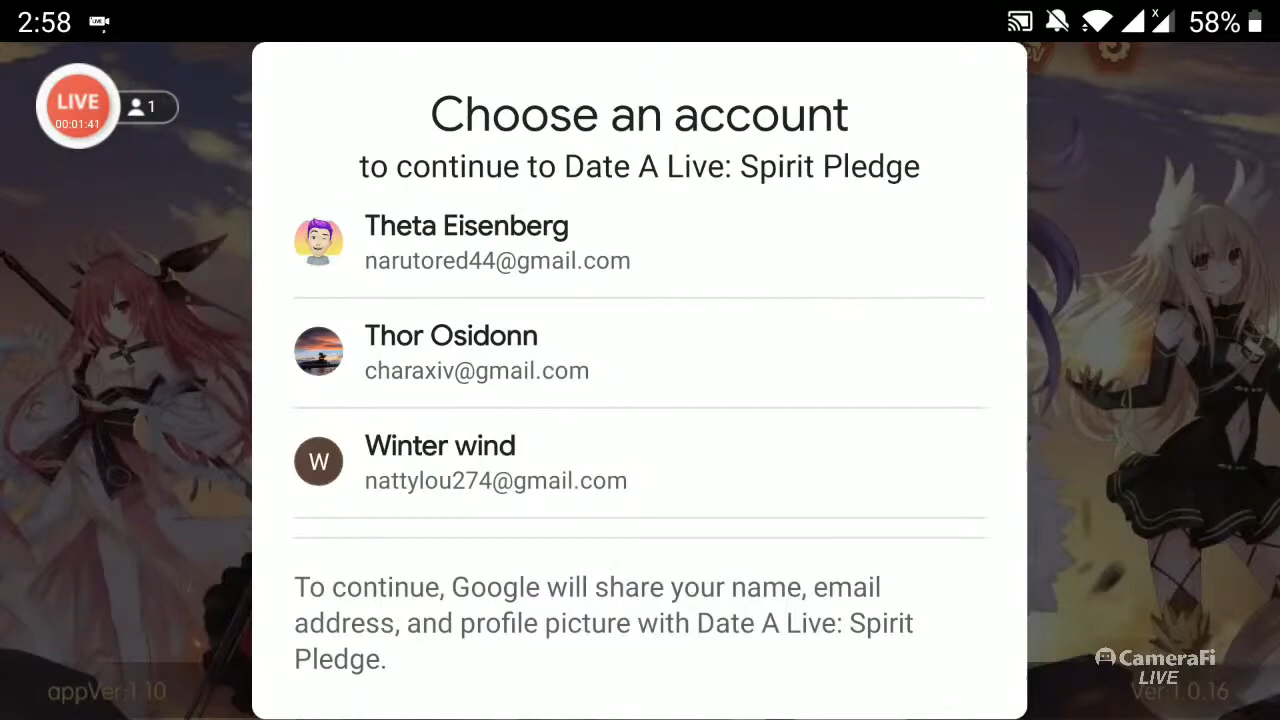 2:58
58%
LIVE
00:01:41
1
Choose an account
to continue to Date A Live: Spirit Pledge
Theta Eisenberg
narutored44@gmail.com
Thor Osidonn
charaxiv@gmail.com
W
Winter wind
nattylou274@gmail.com
To continue, Google will share your name, email
address, and profile picture with Date A Live: Spirit
Pledge.
CameraFi
LIVE
appVer:1.10
Ver:1.0.16